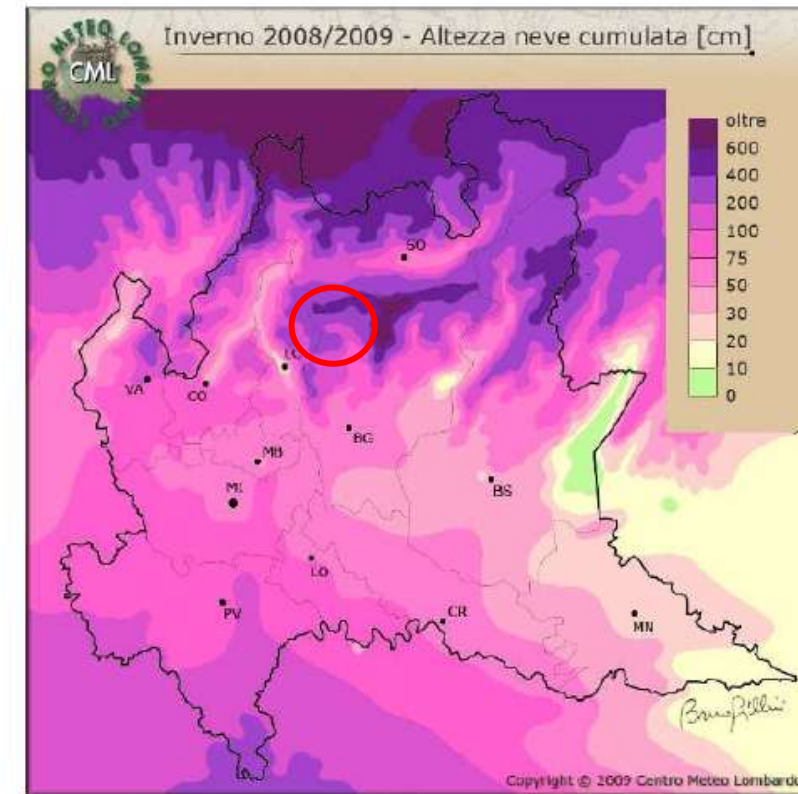 Inverno 2008/2009 - Altezza neve cumulata [cm]
CENTRO METEO LOMBARDO
CML
oltre
600
400
200
100
75
50
30
20
10
0
SO
LC
VA
CO
BG
MB
MI
BS
LO
PV
CR
MN
Copyright © 2009 Centro Meteo Lombardo